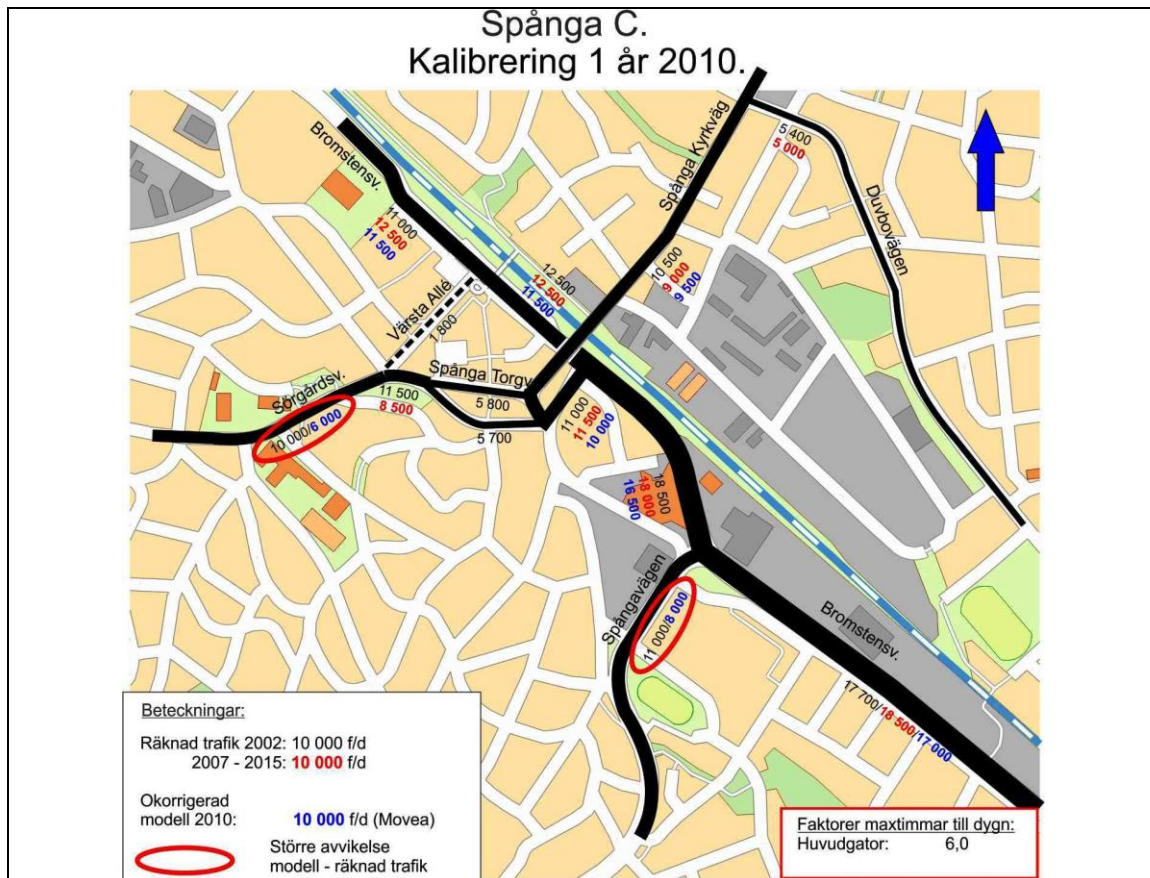 Spånga C.
Kalibrering 1 år 2010.
Bromstensv.
11 000
12 500
11 500
Värsta Allé
1 800
12 500
12 500
11 500
Spånga Kyrkväg
10 500
9 000
9 500
5 400
5 000
Duvbovägen
Sörgårdsv.
10 000/6 000
11 500
8 500
Spånga Torgv.
5 800
5 700
11 000
11 500
10 000
18 500
18 000
16 500
Spångavägen
11 000/8 000
Bromstensv.
17 700/18 500/17 000
Beteckningar:
Räknad trafik 2002: 10 000 f/d
2007 - 2015: 10 000 f/d
Okorrigerad
modell 2010: 10 000 f/d (Movea)
Större avvikelse
modell - räknad trafik
Faktorer maxtimmar till dygn:
Huvudgator: 6,0